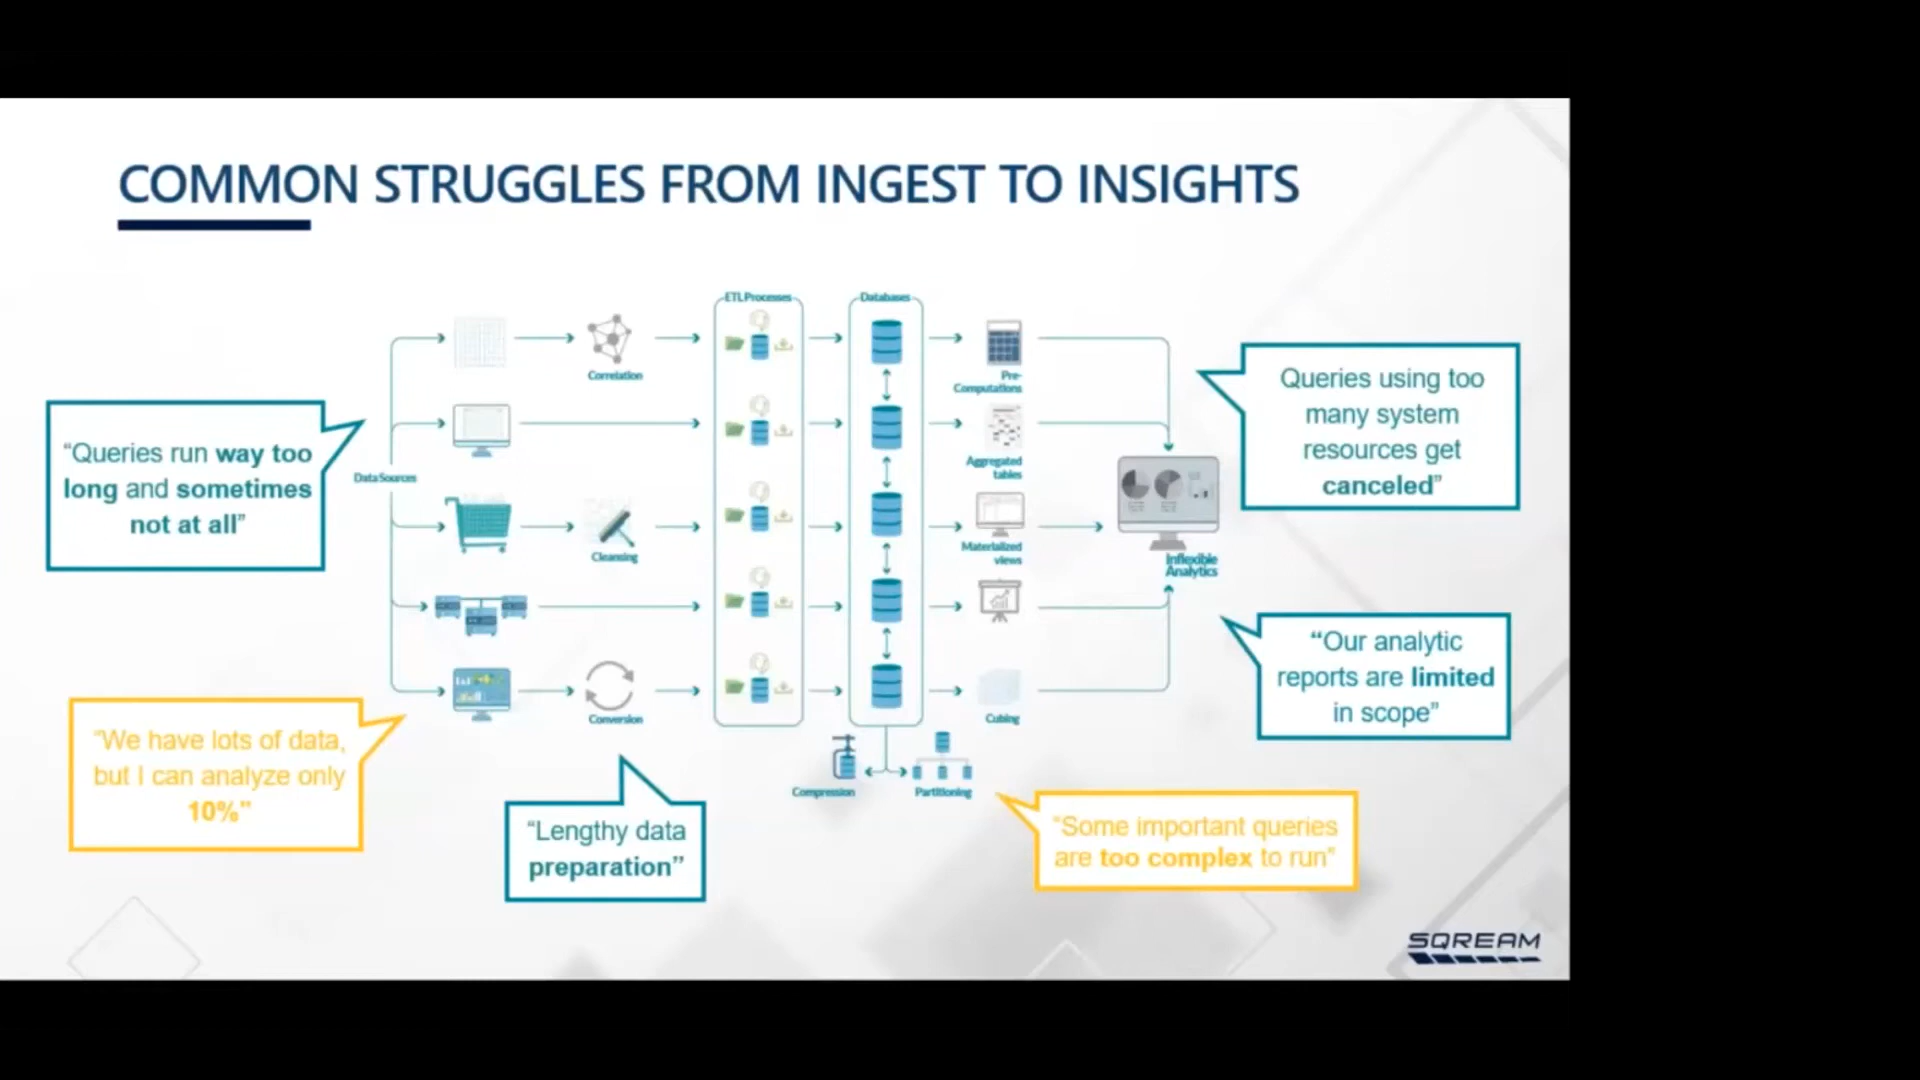 COMMON STRUGGLES FROM INGEST TO INSIGHTS
ETL Processes
Databases
Correlation
Pre-
Computations
Queries using too
many system
resources get
canceled”
“Queries run way too
long and sometimes
not at all”
Data Sources
Aggregated
tables
Cleansing
Materialized
views
Inflexible
Analytics
“Our analytic
reports are limited
in scope”
Conversion
Cubing
“We have lots of data,
but I can analyze only
10%”
Compression
Partitioning
“Lengthy data
preparation”
“Some important queries
are too complex to run”
SQREAM